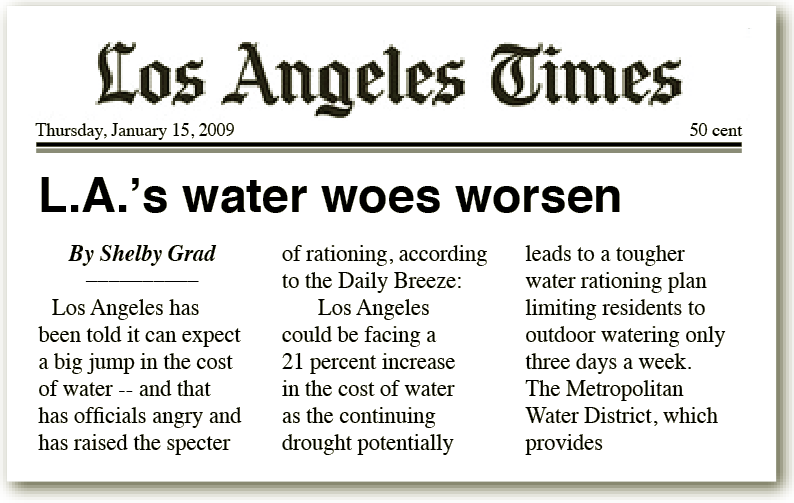 Los Angeles Times
Thursday, January 15, 2009 50 cent
L.A.’s water woes worsen
By Shelby Grad
Los Angeles has
been told it can expect
a big jump in the cost
of water -- and that
has officials angry and
has raised the specter
of rationing, according
to the Daily Breeze:
Los Angeles
could be facing a
21 percent increase
in the cost of water
as the continuing
drought potentially
leads to a tougher
water rationing plan
limiting residents to
outdoor watering only
three days a week.
The Metropolitan
Water District, which
provides